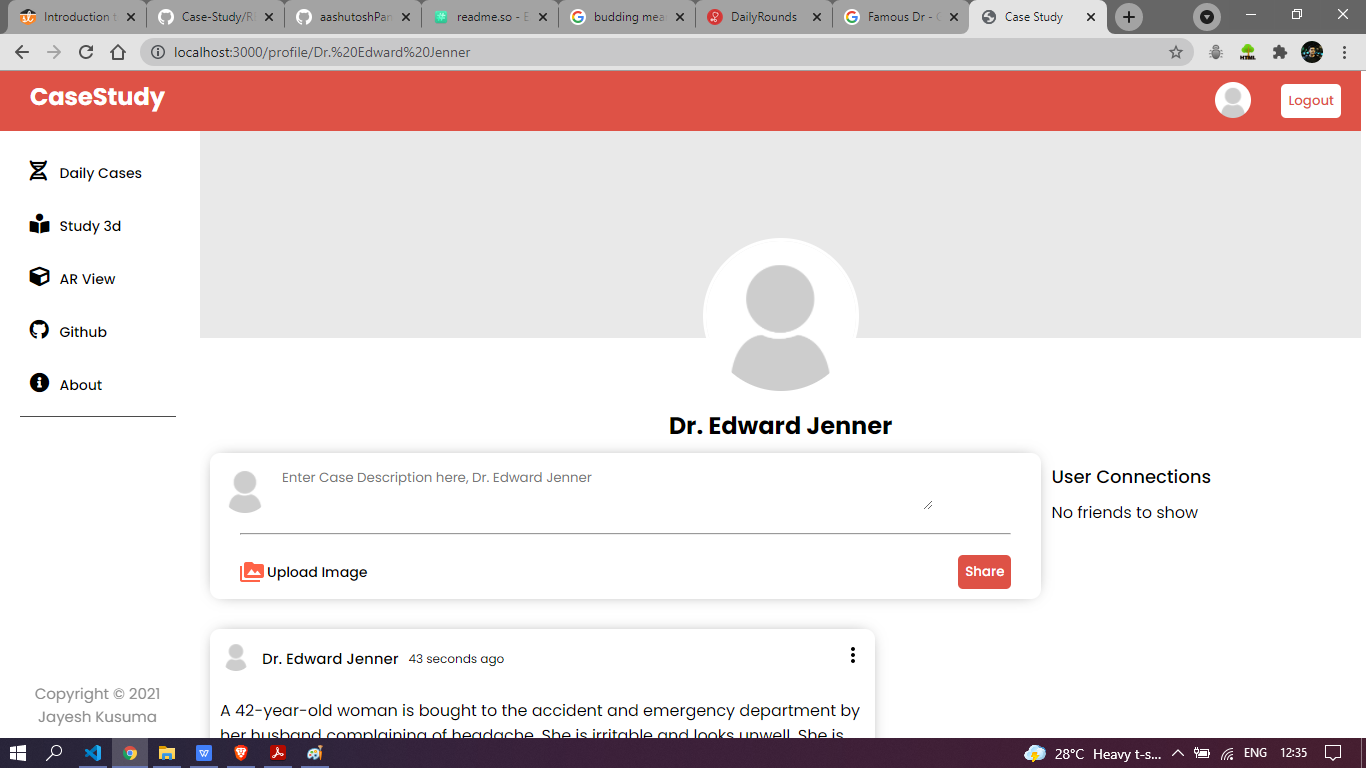 Introduction t
Case-Study/R
aashutoshPar
readme.so - E
budding mea
DailyRounds
Famous Dr -
Case Study
localhost:3000/profile/Dr.%20Edward%20Jenner
HTML
CaseStudy
Logout
Daily Cases
Study 3d
AR View
Github
About
Dr. Edward Jenner
Enter Case Description here, Dr. Edward Jenner
Upload Image
Share
User Connections
No friends to show
Dr. Edward Jenner 43 seconds ago
A 42-year-old woman is bought to the accident and emergency department by
her husband complaining of headache. She is irritable and looks unwell. She is
Copyright © 2021
Jayesh Kusuma
28°C Heavy t-s... ENG 12:35